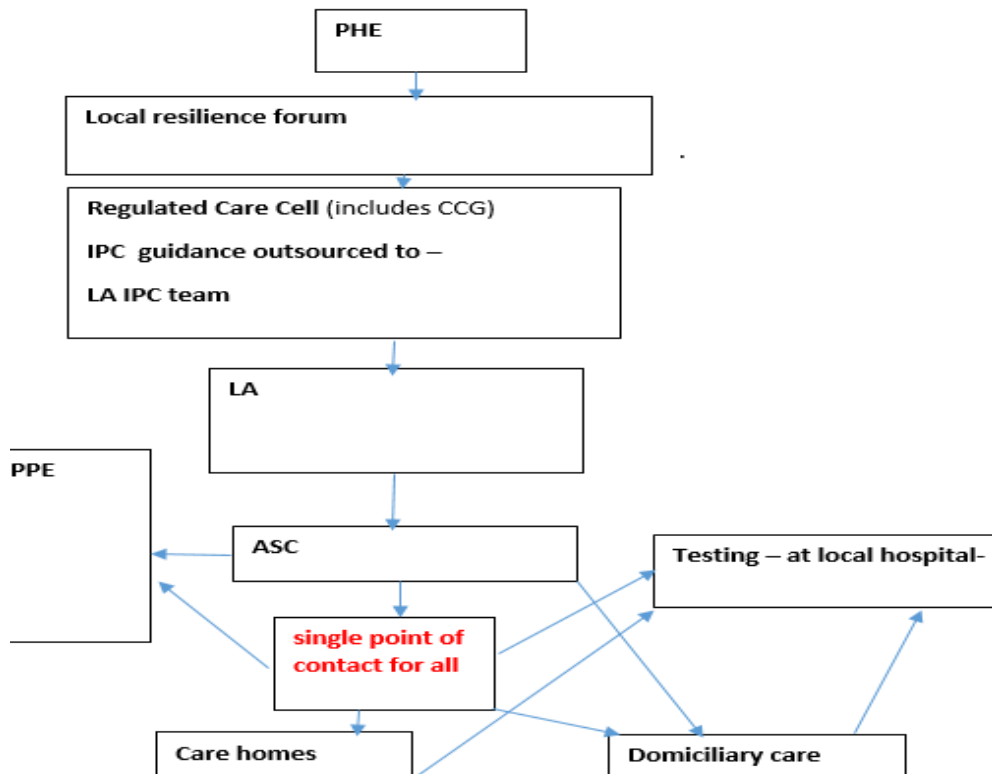 PHE
Local resilience forum
Regulated Care Cell (includes CCG)
IPC  guidance outsourced to –
LA IPC team
LA
PPE
ASC
Testing – at local hospital-
single point of
contact for all
Care homes
Domiciliary care